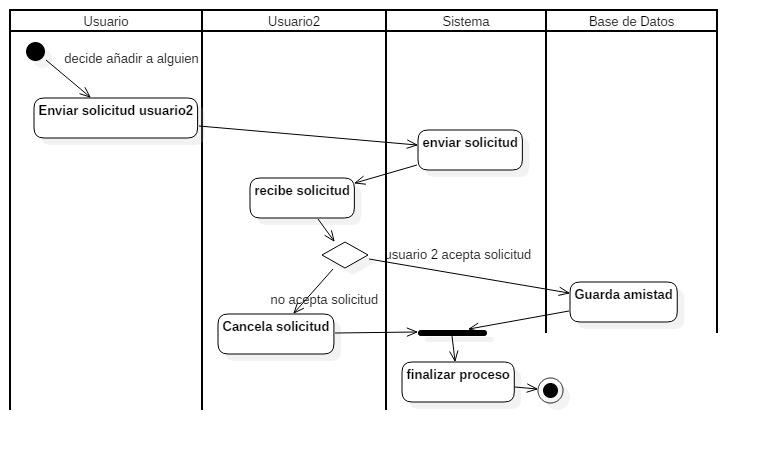 Usuario
Usuario2
Sistema
Base de Datos
decide añadir a alguien
Enviar solicitud usuario2
enviar solicitud
recibe solicitud
usuario 2 acepta solicitud
no acepta solicitud
Guarda amistad
Cancela solicitud
finalizar proceso